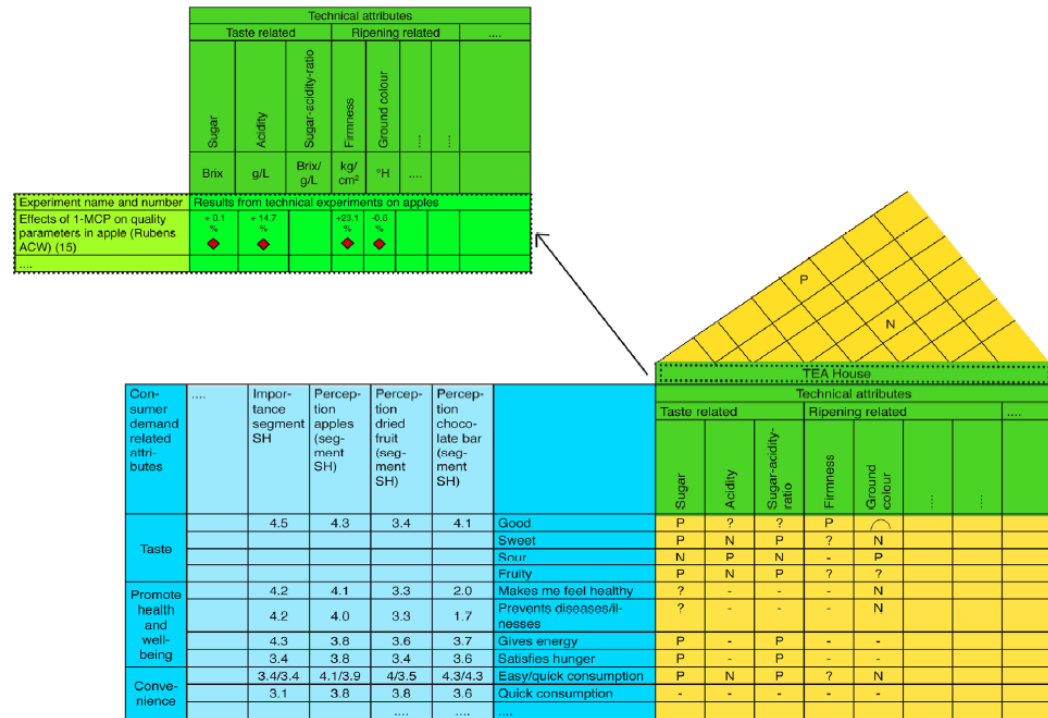 Technical attributes
Taste related Ripening related ....
Sugar Acidity Sugar-acidity-ratio Firmness Ground colour .... ....
Brix g/L Brix/ g/L kg/ cm² °H ....
Experiment name and number Results from technical experiments on apples
Effects of 1-MCP on quality + 0.1 + 14.7 +23.1 -0.6
parameters in apple (Rubens % % % %
ACW) (15)
....
P
N
TEA House
Technical attributes
Taste related Ripening related ....
Sugar Acidity Sugar-acidity-ratio Firmness Ground colour .... ....
Con-
sumer
demand
related
attri-
butes
....
Impor-
tance
segment
SH
Percep-
tion
apples
(seg-
ment
SH)
Percep-
tion
dried
fruit
(seg-
ment
SH)
Percep-
tion
choco-
late bar
(seg-
ment
SH)
Taste
4.5 4.3 3.4 4.1 Good P ? ? P
Sweet P N P ? N
Sour N P N - P
Fruity P N P ? ?
Promote
health
and
well-
being
4.2 4.1 3.3 2.0 Makes me feel healthy ? - - - N
4.2 4.0 3.3 1.7 Prevents diseases/il-
nesses ? - - - N
4.3 3.8 3.6 3.7 Gives energy P - P - -
3.4 3.8 3.4 3.6 Satisfies hunger P - P - -
Conve-
nience
3.4/3.4 4.1/3.9 4/3.5 4.3/4.3 Easy/quick consumption P N P ? N
3.1 3.8 3.8 3.6 Quick consumption - - - - -
.... .... ....